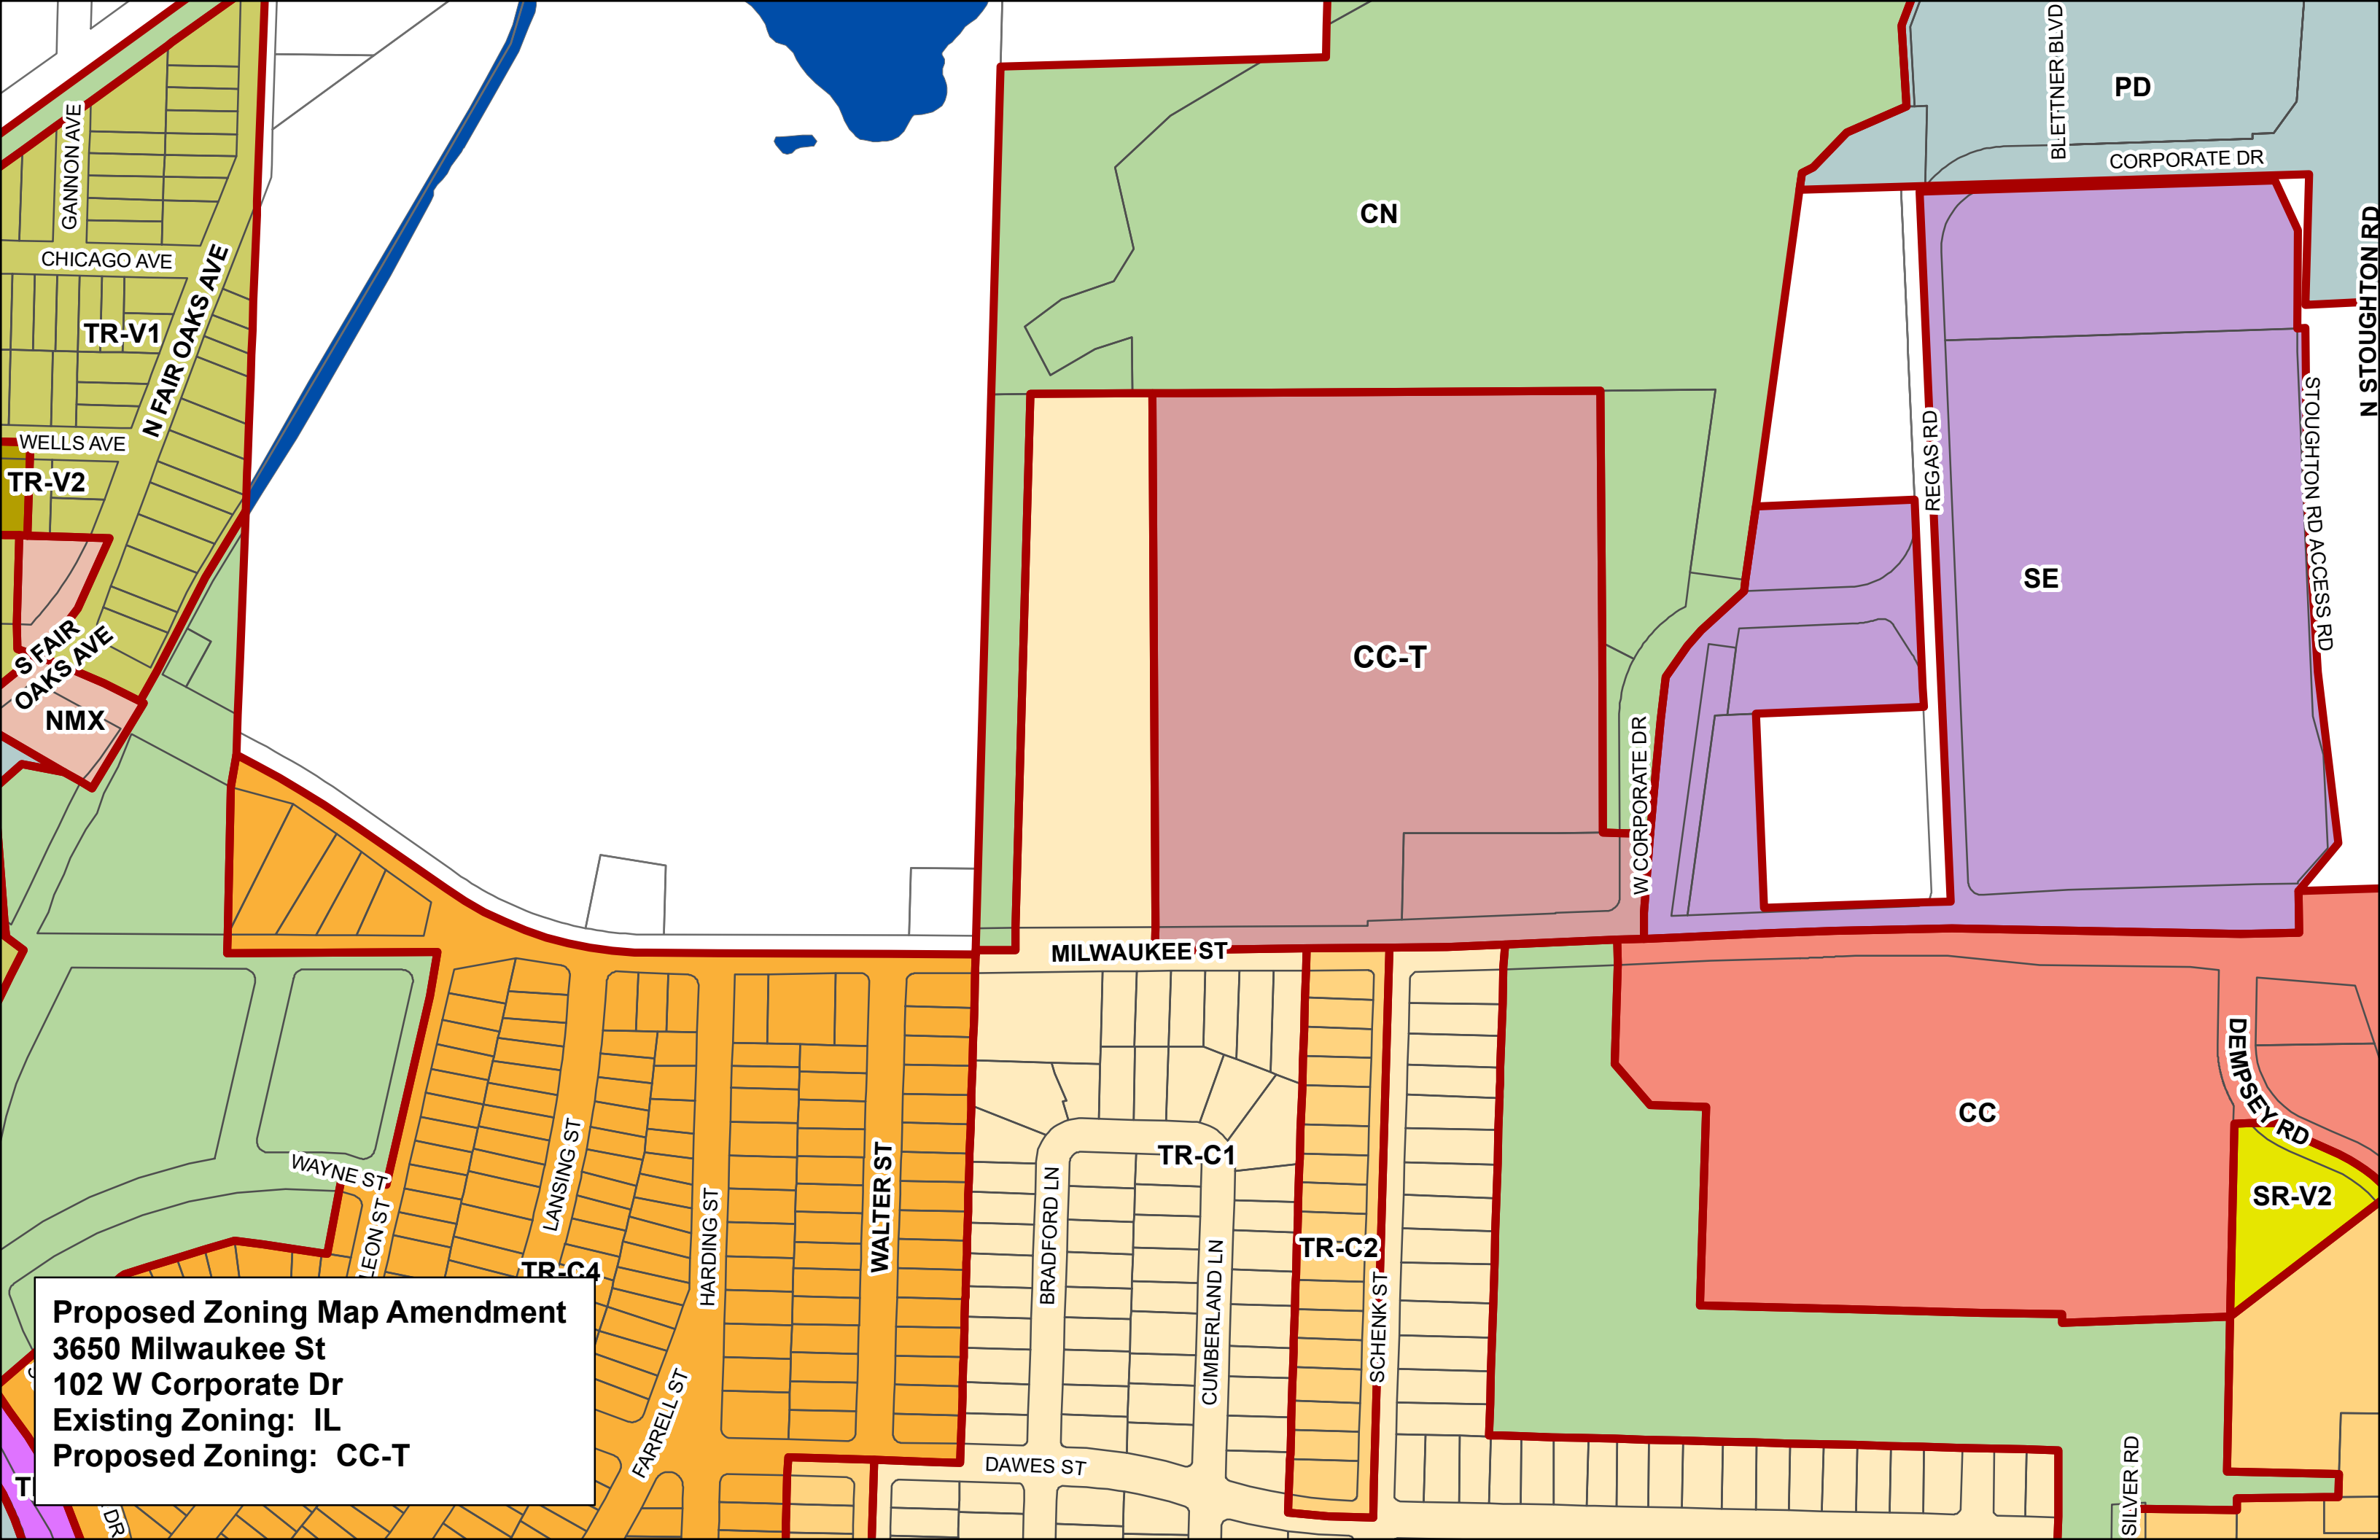 BLETTNER BLVD
PD
CORPORATE DR
GANNON AVE
CN
N STOUGHTON RD
CHICAGO AVE
N FAIR OAKS AVE
TR-V1
WELLS AVE
TR-V2
REGAS RD
STOUGHTON RD ACCESS RD
SE
S FAIR
OAKS AVE
CC-T
NMX
W CORPORATE DR
MILWAUKEE ST
DEMPSEY RD
CC
WAYNE ST
LANSING ST
TR-C1
SR-V2
LEON ST
HARDING ST
WALTER ST
BRADFORD LN
CUMBERLAND LN
TR-C2
SCHENK ST
TR-C4
FARRELL ST
DAWES ST
SILVER RD
DR
Proposed Zoning Map Amendment
3650 Milwaukee St
102 W Corporate Dr
Existing Zoning: IL
Proposed Zoning: CC-T